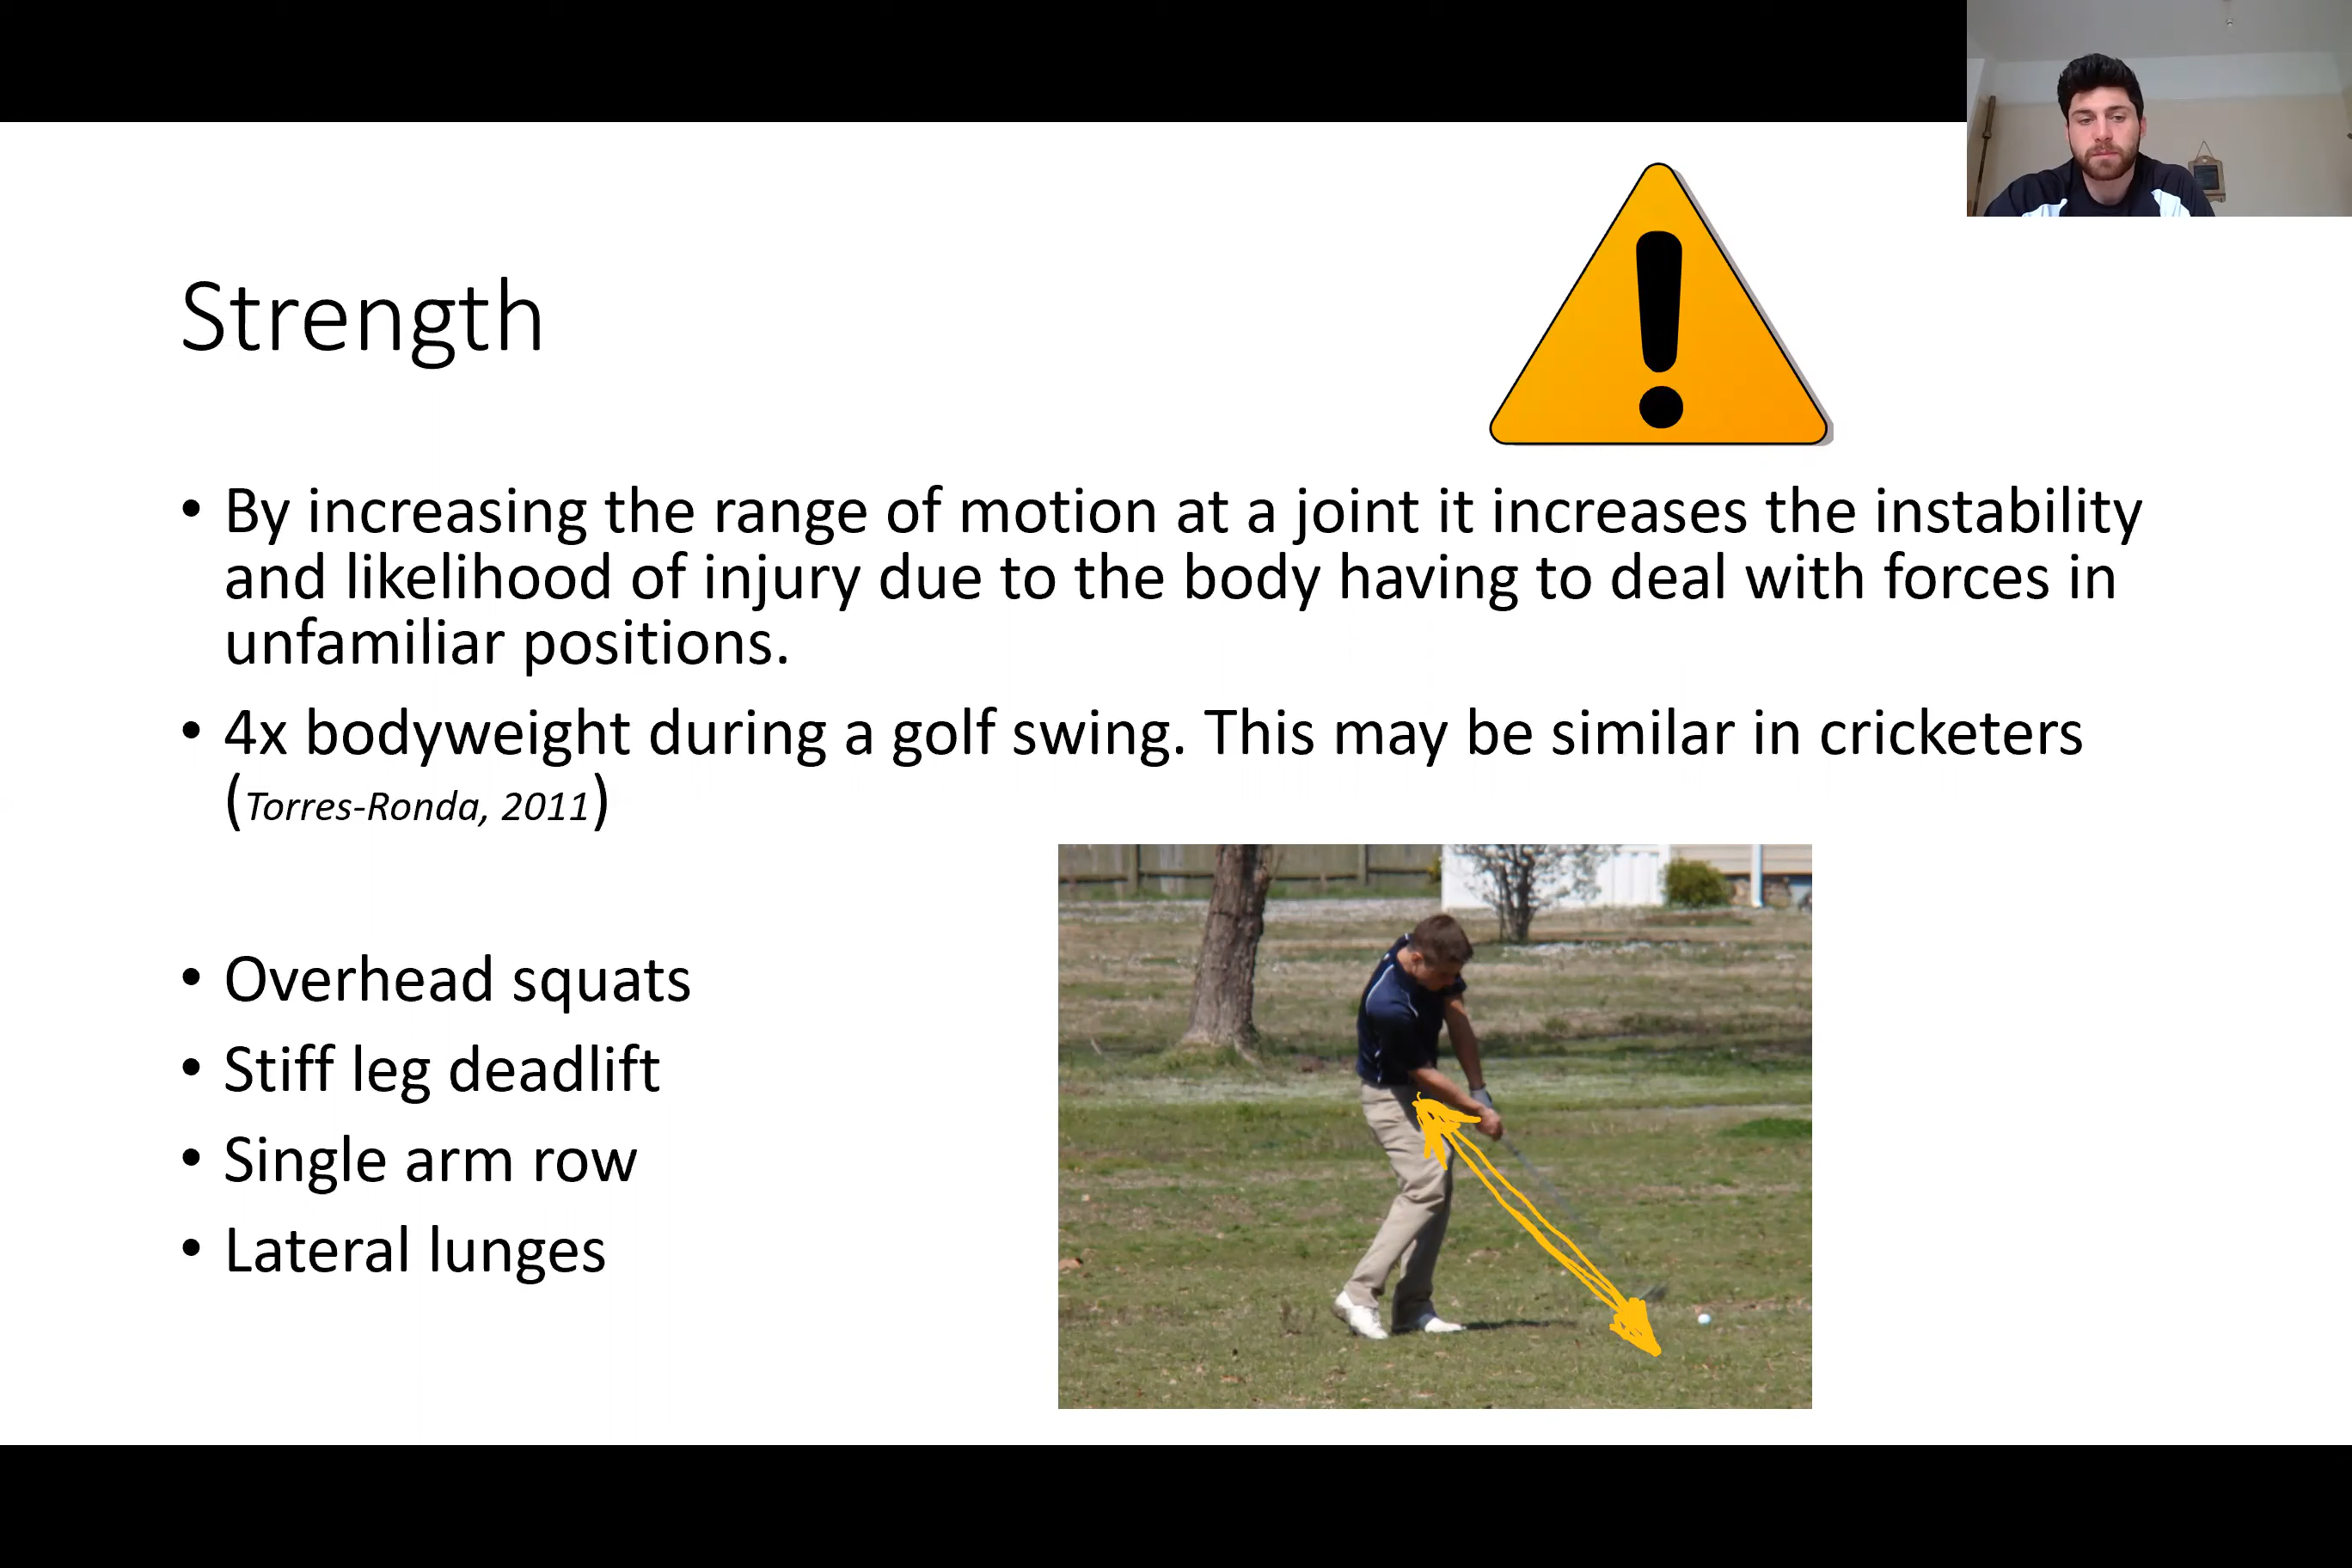 Strength
• By increasing the range of motion at a joint it increases the instability
and likelihood of injury due to the body having to deal with forces in
unfamiliar positions.
• 4x bodyweight during a golf swing. This may be similar in cricketers
(Torres-Ronda, 2011)
• Overhead squats
• Stiff leg deadlift
• Single arm row
• Lateral lunges